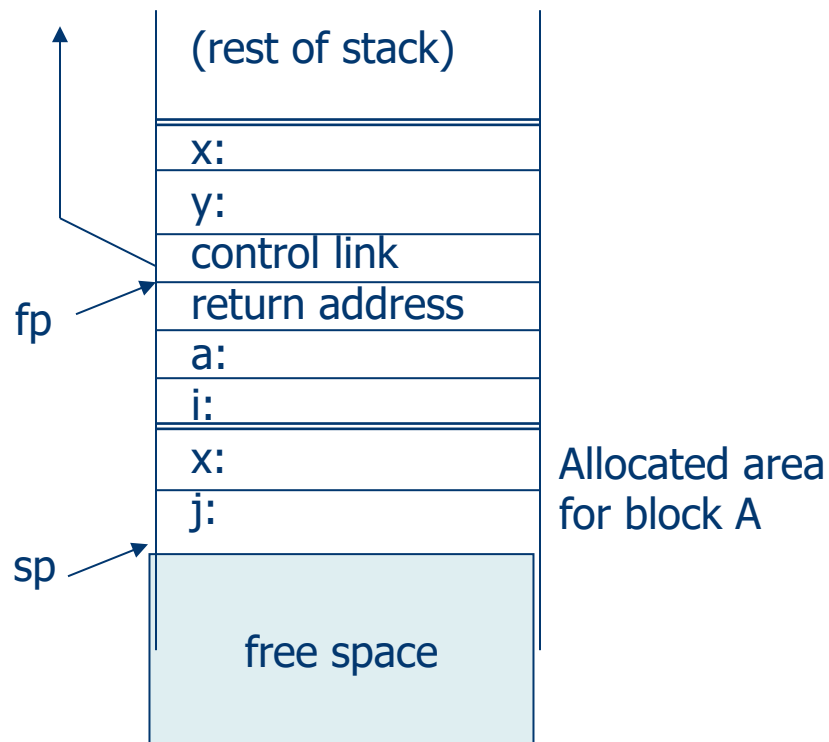 (rest of stack)
x:
y:
control link
fp
return address
a:
i:
x:
Allocated area
for block A
j:
sp
free space